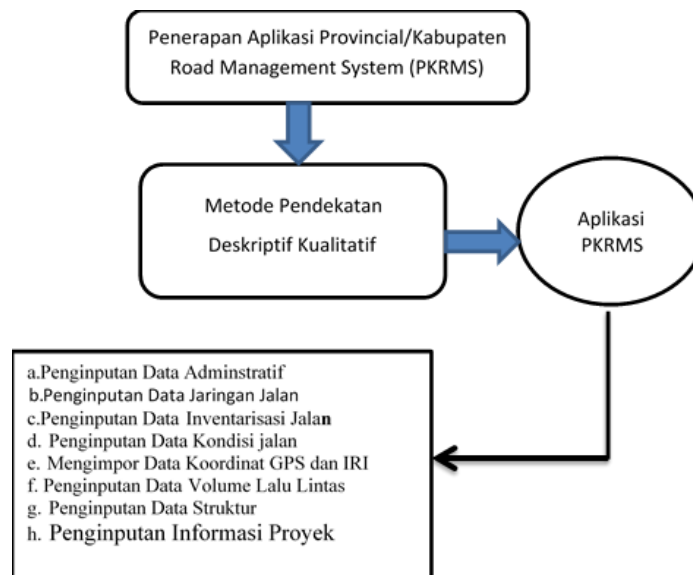 Penerapan Aplikasi Provincial/Kabupaten
Road Management System (PKRMS)
Metode Pendekatan
Deskriptif Kualitatif
Aplikasi
PKRMS
a.Penginputan Data Adminstratif
b.Penginputan Data Jaringan Jalan
c.Penginputan Data Inventarisasi Jalan
d. Penginputan Data Kondisi jalan
e. Mengimpor Data Koordinat GPS dan IRI
f. Penginputan Data Volume Lalu Lintas
g. Penginputan Data Struktur
h. Penginputan Informasi Proyek